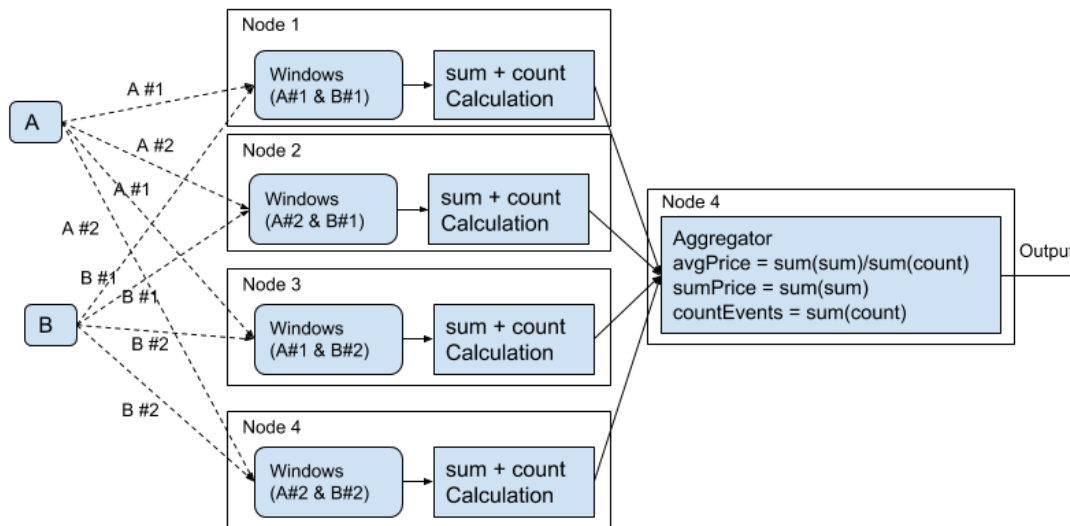 A
B
A #1
A #2
A #1
A #2
B #1
B #1
B #2
B #2
Node 1
Windows
(A#1 & B#1)
sum + count
Calculation
Node 2
Windows
(A#2 & B#1)
sum + count
Calculation
Node 3
Windows
(A#1 & B#2)
sum + count
Calculation
Node 4
Windows
(A#2 & B#2)
sum + count
Calculation
Node 4
Aggregator
avgPrice = sum(sum)/sum(count)
sumPrice = sum(sum)
countEvents = sum(count)
Output